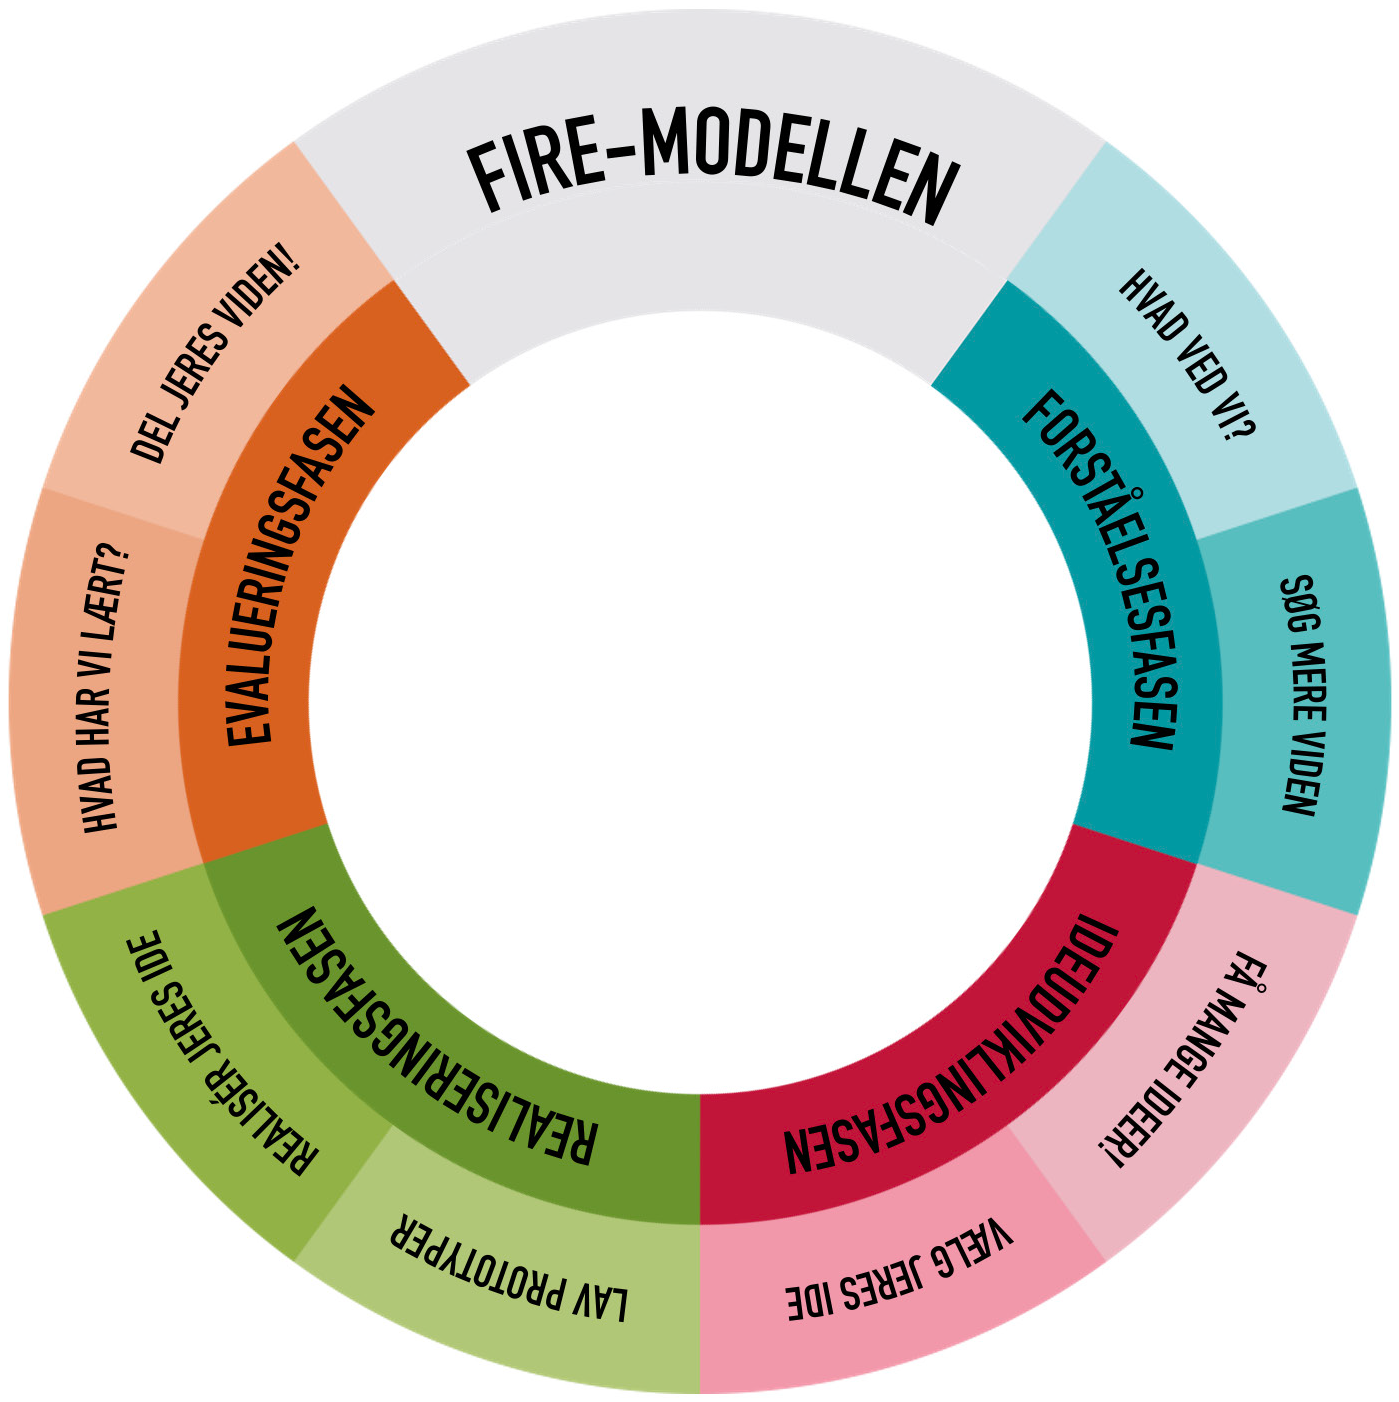 FIRE-MODELLEN
FORSTÅELSESFASEN
HVAD VED VI?
SØG MERE VIDEN
IDEUDVIKLINGSFASEN
FÅ MANGE IDEER!
VÆLG JERES IDE
REALISERINGSFASEN
LAV PROTOTYPER
REALISÉR JERES IDE
EVALUERINGSFASEN
HVAD HAR VI LÆRT?
DEL JERES VIDEN!